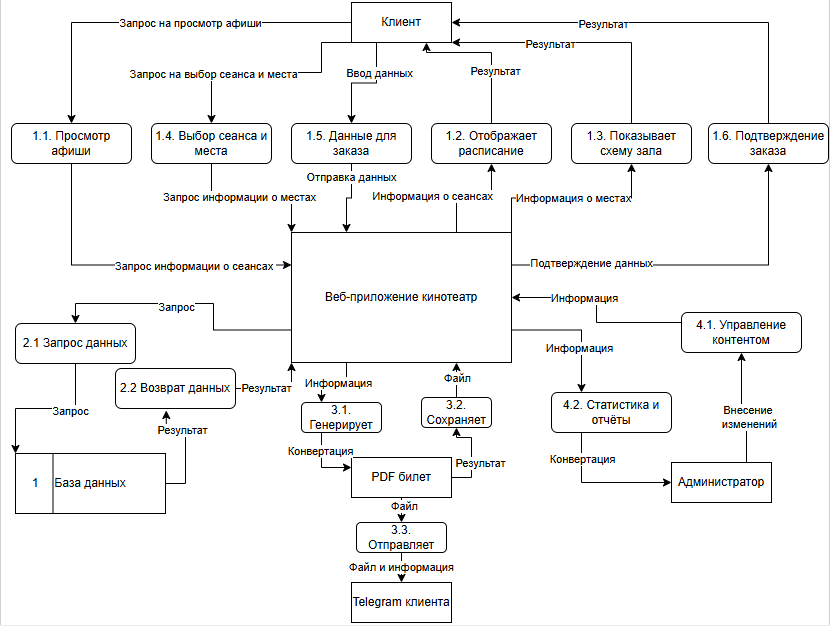 Клиент
Запрос на просмотр афиши
Результат
Результат
Запрос на выбор сеанса и места
Ввод данных
Результат
1.1. Просмотр
афиши
1.4. Выбор сеанса и
места
1.5. Данные для
заказа
1.2. Отображает
расписание
1.3. Показывает
схему зала
1.6. Подтверждение
заказа
Отправка данных
Запрос информации о местах
Информация о сеансах
Информация о местах
Запрос информации о сеансах
Подтверждение данных
Веб-приложение кинотеатр
Информация
Запрос
4.1. Управление
контентом
2.1 Запрос данных
Информация
2.2 Возврат данных
Результат
Информация
Файл
Запрос
3.1.
Генерирует
3.2.
Сохраняет
4.2. Статистика и
отчёты
Внесение
изменений
Результат
Конвертация
Результат
Конвертация
1
База данных
PDF билет
Администратор
Файл
3.3.
Отправляет
Файл и информация
Telegram клиента